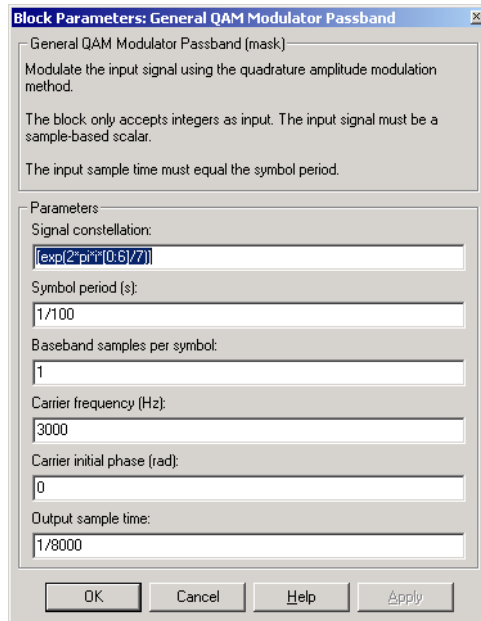 Block Parameters: General QAM Modulator Passband
General QAM Modulator Passband (mask)
Modulate the input signal using the quadrature amplitude modulation
method.
The block only accepts integers as input. The input signal must be a
sample-based scalar.
The input sample time must equal the symbol period.
Parameters
Signal constellation:
[exp(2*pi*i*[0:6]/7)]
Symbol period (s):
1/100
Baseband samples per symbol:
1
Carrier frequency (Hz):
3000
Carrier initial phase (rad):
0
Output sample time:
1/8000
OK Cancel Help Apply